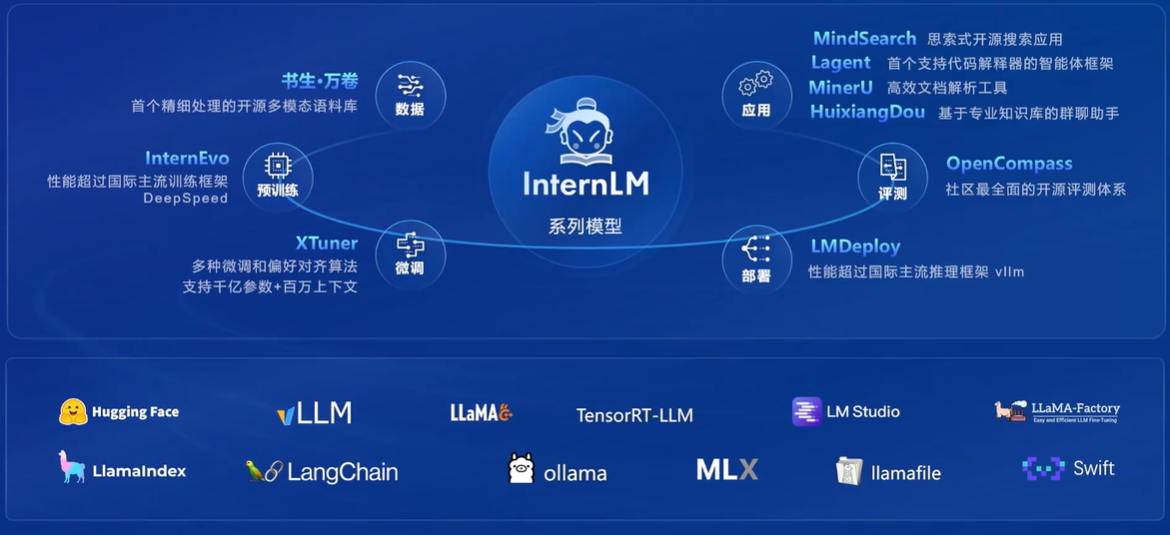 书生·万卷
首个精细处理的开源多模态语料库
数据
InternEvo
性能超过国际主流训练框架
DeepSpeed
预训练
XTuner
多种微调和偏好对齐算法
支持千亿参数+百万上下文
微调
InternLM
系列模型
MindSearch 思索式开源搜索应用
Lagent 首个支持代码解释器的智能体框架
MinerU 高效文档解析工具
HuixiangDou 基于专业知识库的群聊助手
应用
OpenCompass
社区最全面的开源评测体系
评测
LMDeploy
性能超过国际主流推理框架 vllm
部署
Hugging Face
vLLM
LLaMA C++
TensorRT-LLM
LM Studio
LLaMA-Factory
Easy and Efficient LLM Fine-Tuning
LlamaIndex
LangChain
ollama
MLX
llamafile
Swift